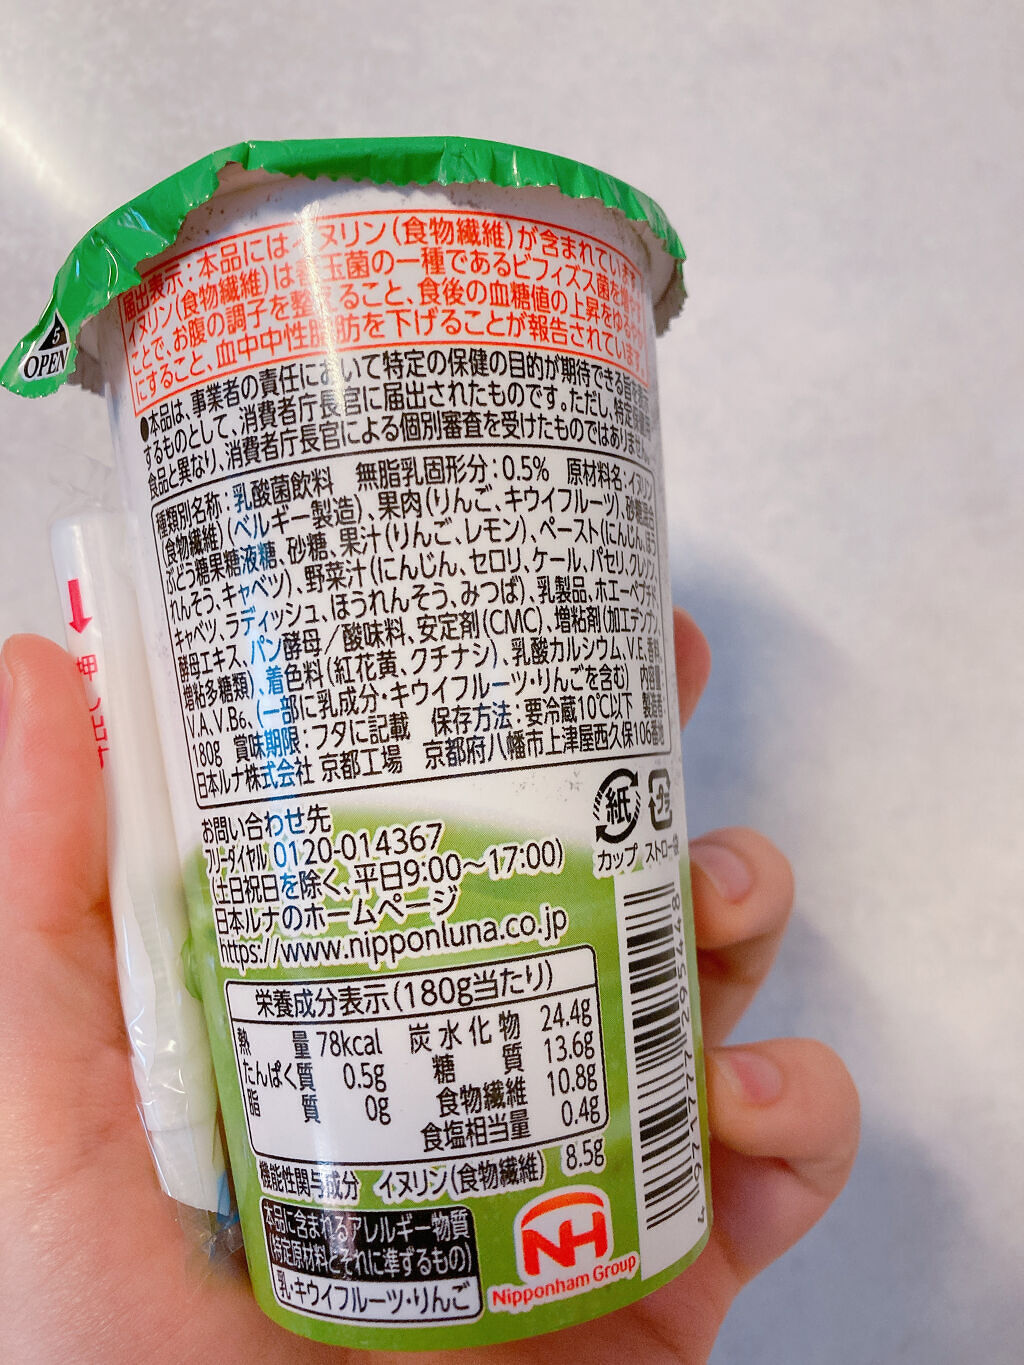 5
OPEN
届出表示：本品にはイヌリン(食物繊維)が含まれています。
イヌリン(食物繊維)は善玉菌の一種であるビフィズス菌を増やす
ことで、お腹の調子を整えること、食後の血糖値の上昇をゆるやか
にすること、血中中性脂肪を下げることが報告されています。
●本品は、事業者の責任において特定の保健の目的が期待できる旨を表示
するものとして、消費者庁長官に届出されたものです。ただし、特定保健用
食品と異なり、消費者庁長官による個別審査を受けたものではありません。
種類別名称：乳酸菌飲料 無脂乳固形分：0.5% 原材料名：イヌリン
(食物繊維)(ベルギー製造)、果肉(りんご、キウイフルーツ)、砂糖混合
ぶどう糖果糖液糖、砂糖、果汁(りんご、レモン)、ペースト(にんじん、ほう
れんそう、キャベツ)、野菜汁(にんじん、セロリ、ケール、パセリ、クレソン、
キャベツ、ラディッシュ、ほうれんそう、みつば)、乳製品、ホエーペプチド、
酵母エキス、パン酵母／酸味料、安定剤(CMC)、増粘剤(加工デンプン、
増粘多糖類)、着色料(紅花黄、クチナシ)、乳酸カルシウム、V.E、香料、
V.A、V.B₆、(一部に乳成分・キウイフルーツ・りんごを含む) 内容量：
180g 賞味期限：フタに記載 保存方法：要冷蔵10℃以下 製造者：
日本ルナ株式会社 京都工場 京都府八幡市上津屋西久保106番地
押し出す
紙
カップ ストロー袋
お問い合わせ先
フリーダイヤル 0120-014367
(土日祝日を除く、平日9:00～17:00)
日本ルナのホームページ
https://www.nipponluna.co.jp
栄養成分表示(180g当たり)
熱量 78kcal 炭水化物 24.4g
たんぱく質 0.5g 糖質 13.6g
脂質 0g 食物繊維 10.8g
食塩相当量 0.4g
機能性関与成分 イヌリン(食物繊維) 8.5g
本品に含まれるアレルギー物質
(特定原材料とそれに準ずるもの)
乳・キウイフルーツ・りんご
NH
Nipponham Group
4 971777 295448